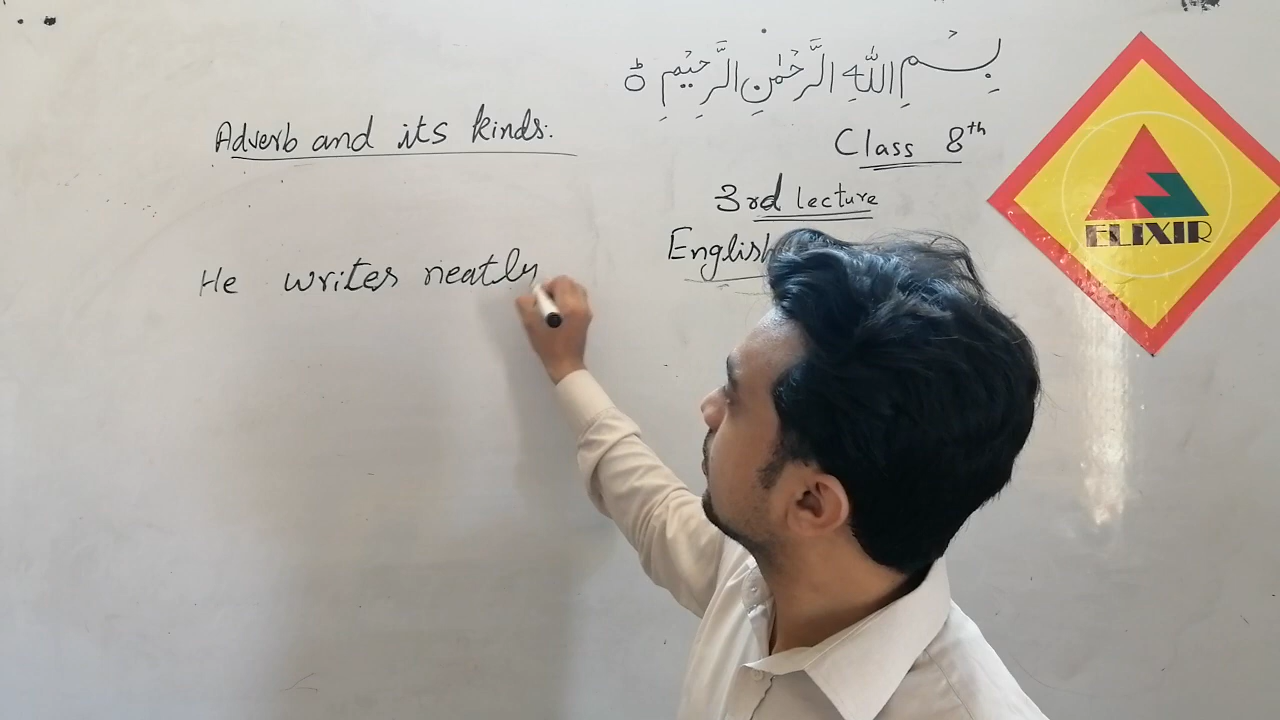 بِسْمِ اللّٰهِ الرَّحْمٰنِ الرَّحِيْمِ ۝
Adverb and its kinds:
Class 8th
3rd lecture
English
He writes neatly
ELIXIR